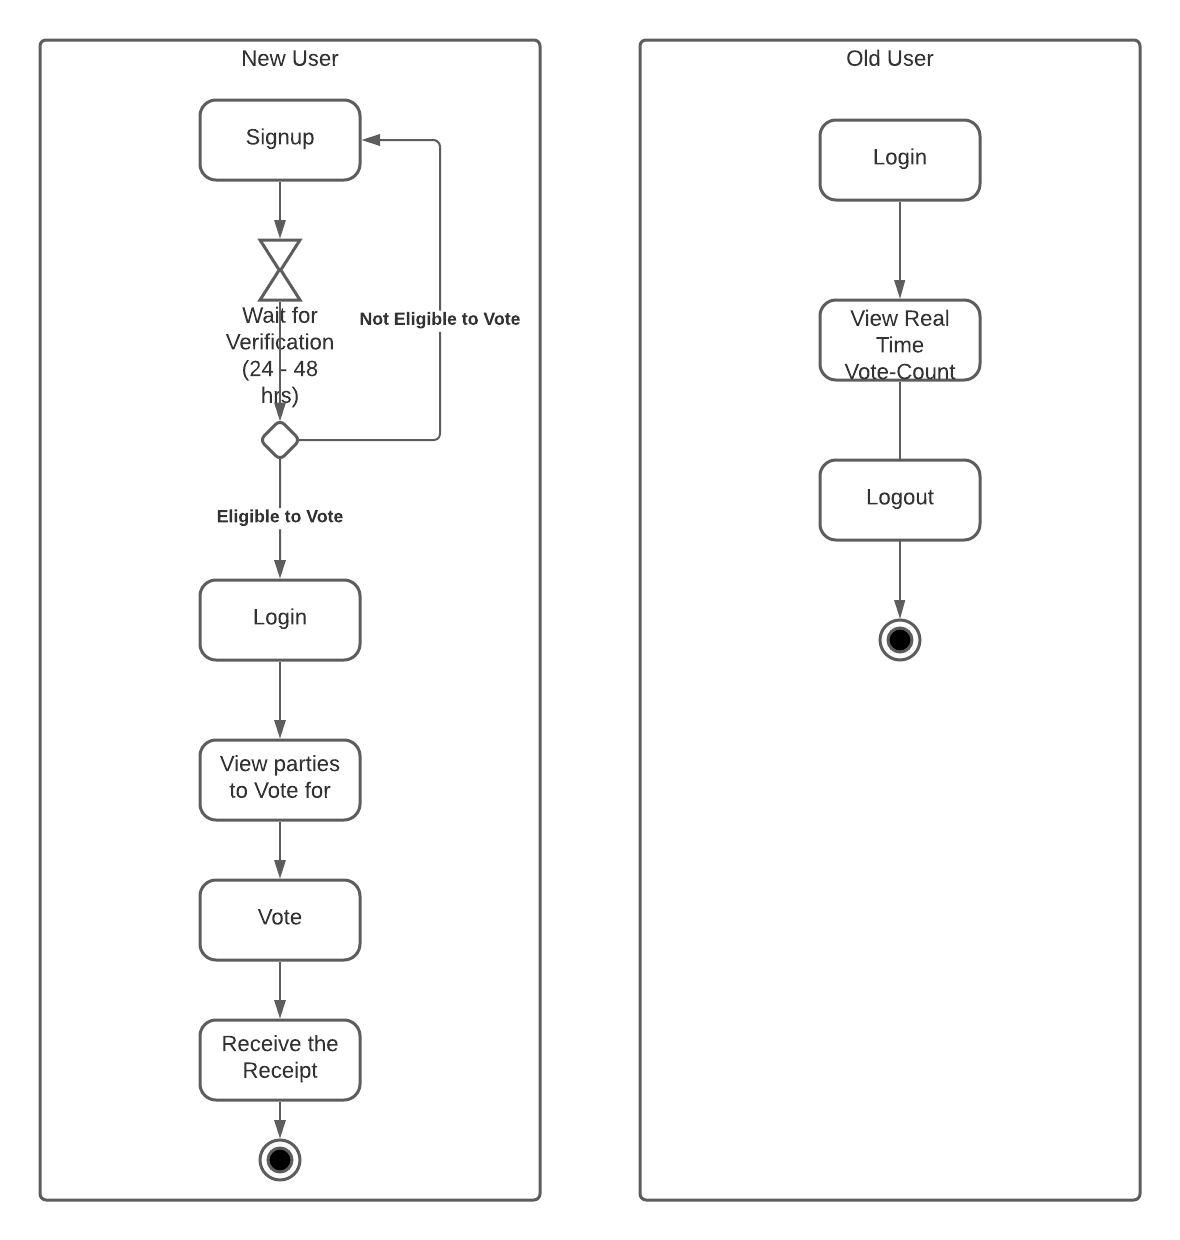 New User
Signup
Wait for
Verification
(24 - 48
hrs)
Not Eligible to Vote
Eligible to Vote
Login
View parties
to Vote for
Vote
Receive the
Receipt
Old User
Login
View Real
Time
Vote-Count
Logout